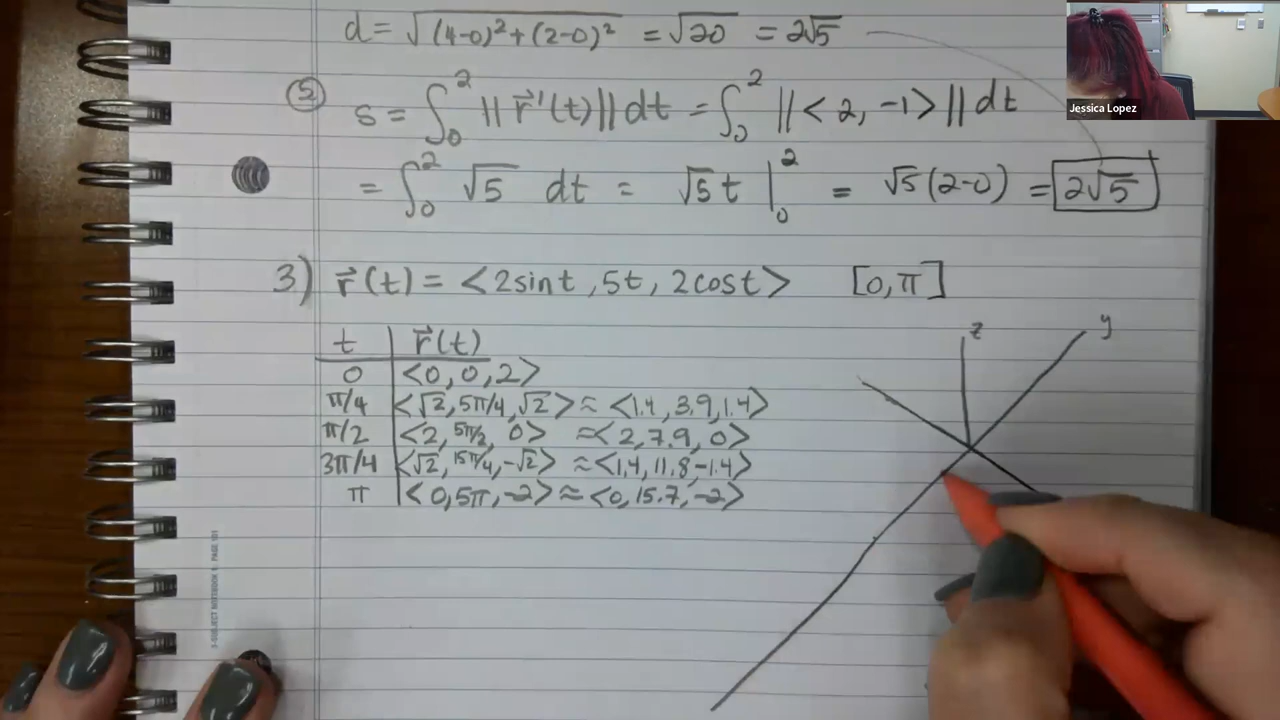 d = √(4-0)²+(2-0)² = √20 = 2√5
⑤ s = ∫₀² ||r⃗'(t)|| dt = ∫₀² ||<2, -1>|| dt
= ∫₀² √5 dt = √5 t |₀² = √5(2-0) = 2√5
3) r⃗(t) = <2sint, 5t, 2cost> [0,π]
t r⃗(t)
0 <0, 0, 2>
π/4 <√2, 5π/4, √2> ≈ <1.4, 3.9, 1.4>
π/2 <2, 5π/2, 0> ≈ <2, 7.9, 0>
3π/4 <√2, 15π/4, -√2> ≈ <1.4, 11.8, -1.4>
π <0, 5π, -2> ≈ <0, 15.7, -2>
z
y
Jessica Lopez